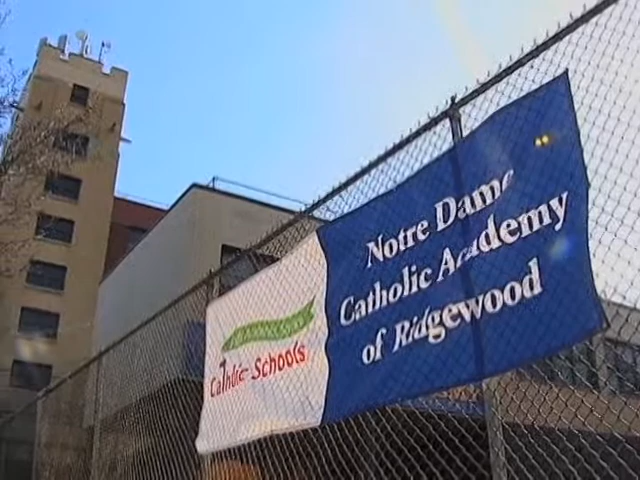 Catholic Schools
Notre Dame
Catholic Academy
of Ridgewood